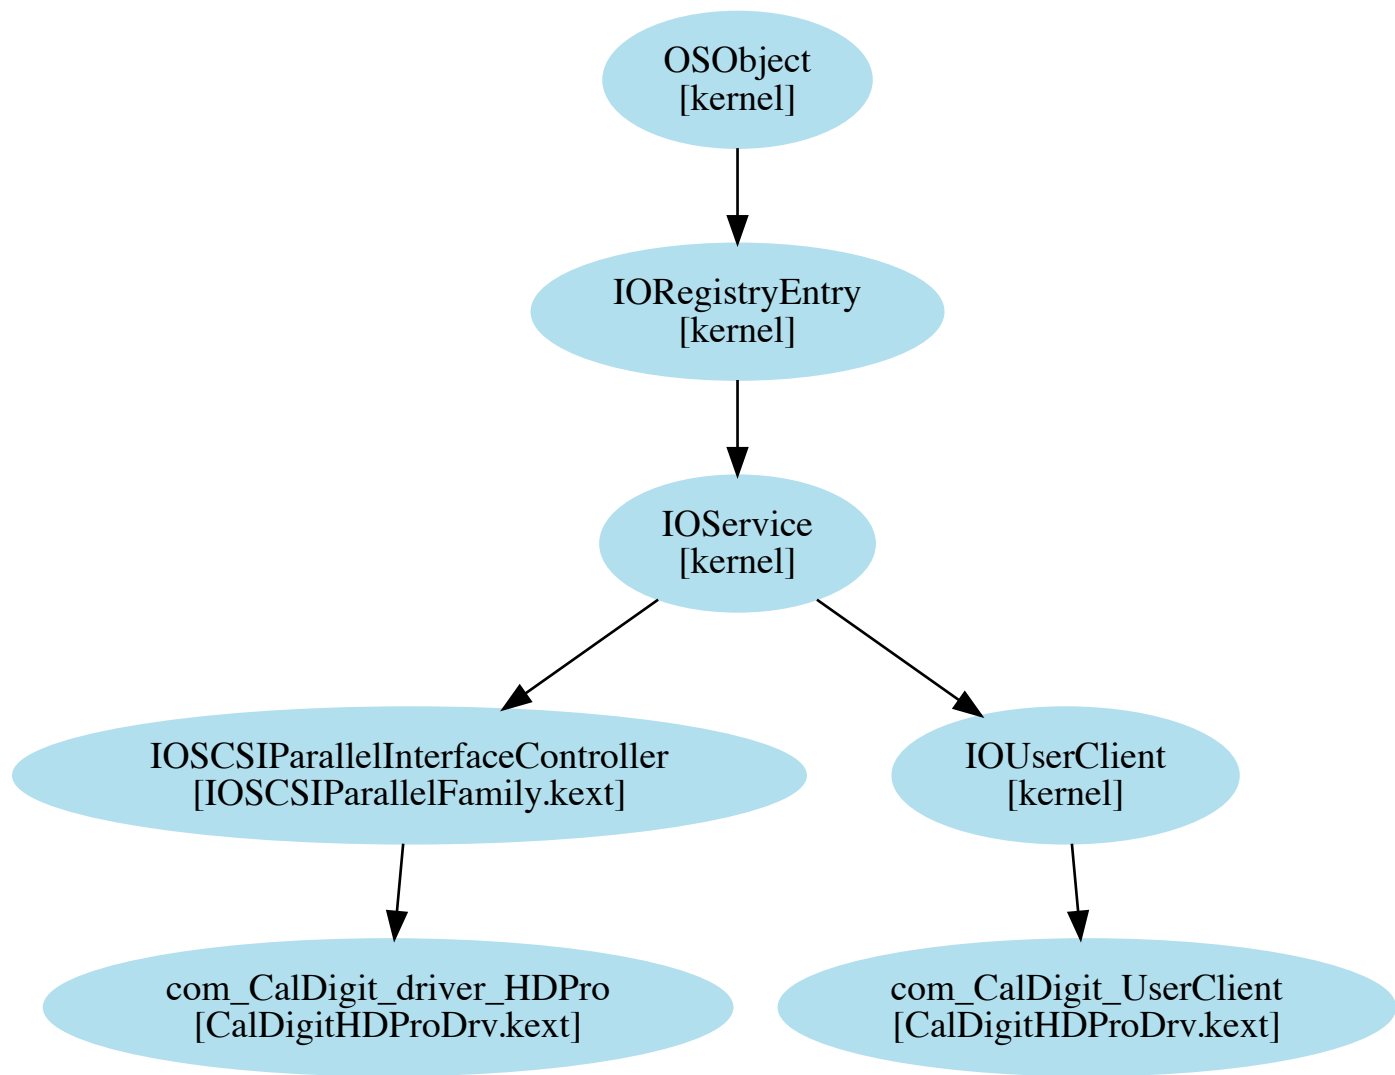 OSObject
[kernel]
IORegistryEntry
[kernel]
IOService
[kernel]
IOSCSIParallelInterfaceController
[IOSCSIParallelFamily.kext]
IOUserClient
[kernel]
com_CalDigit_driver_HDPro
[CalDigitHDProDrv.kext]
com_CalDigit_UserClient
[CalDigitHDProDrv.kext]